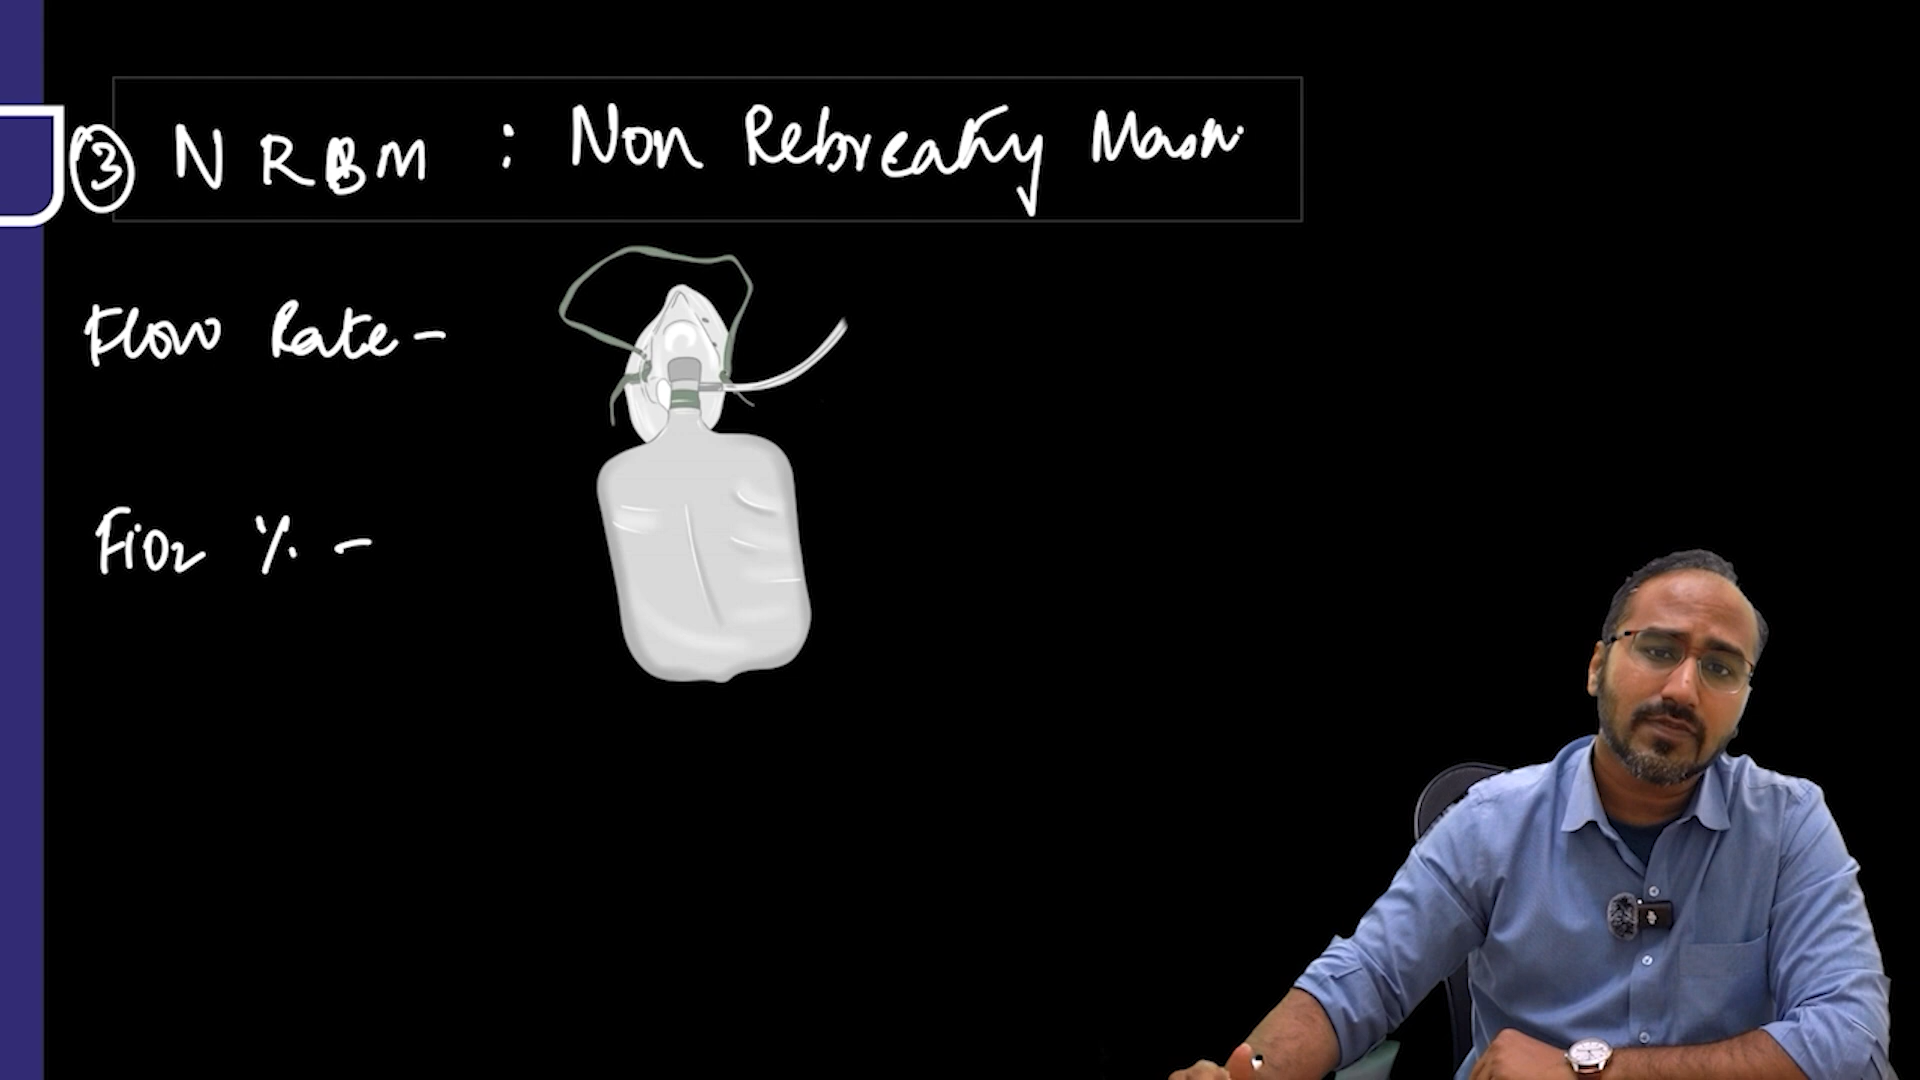 ③ NRBM : Non Rebreathing Mask
Flow Rate -
FiO2 % -